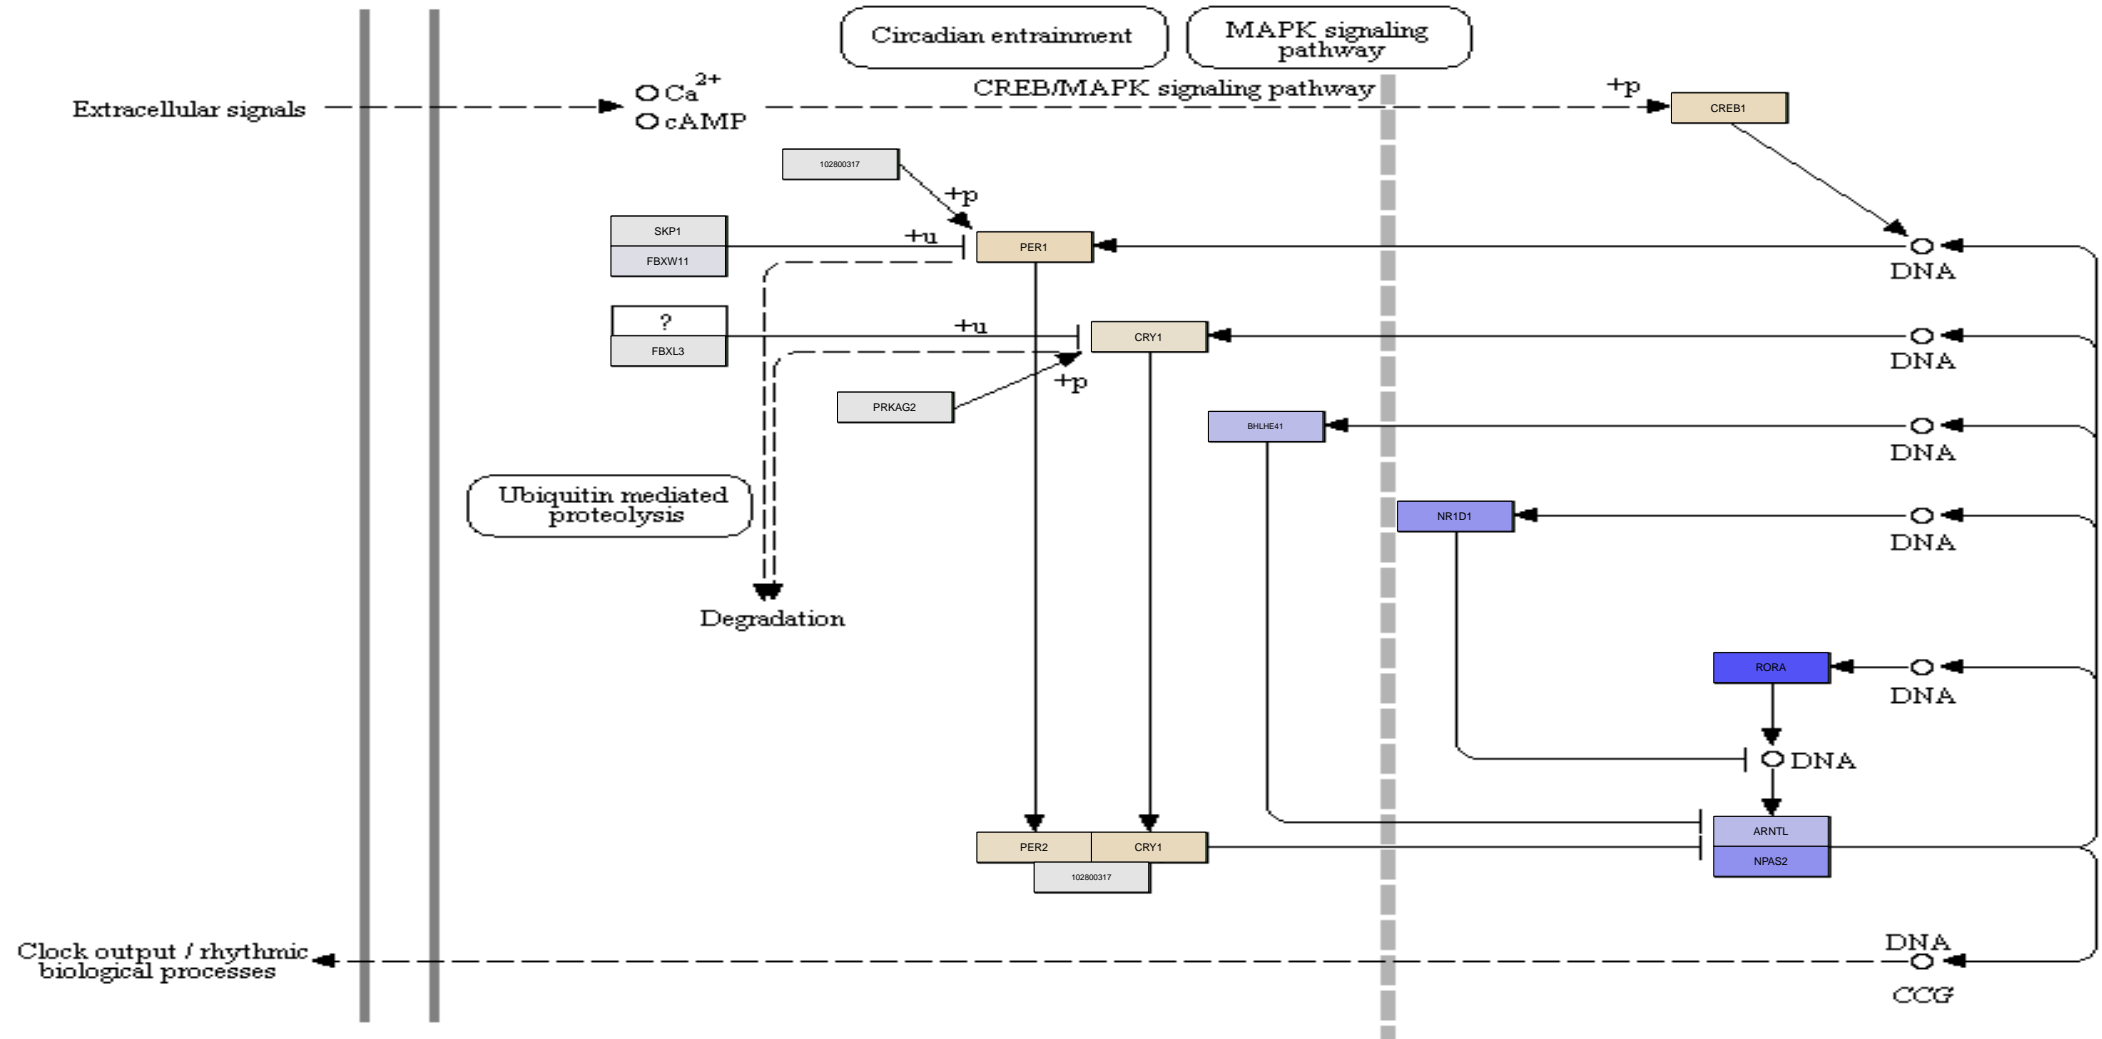 Circadian entrainment
MAPK signaling
pathway
Extracellular signals
Ca2+
cAMP
CREB/MAPK signaling pathway
+p
CREB1
102800317
+p
SKP1
FBXW11
+u
PER1
DNA
?
FBXL3
+u
CRY1
DNA
PRKAG2
+p
BHLHE41
DNA
Ubiquitin mediated
proteolysis
NR1D1
DNA
Degradation
RORA
DNA
DNA
PER2
CRY1
102800317
ARNTL
NPAS2
Clock output / rhythmic
biological processes
DNA
CCG